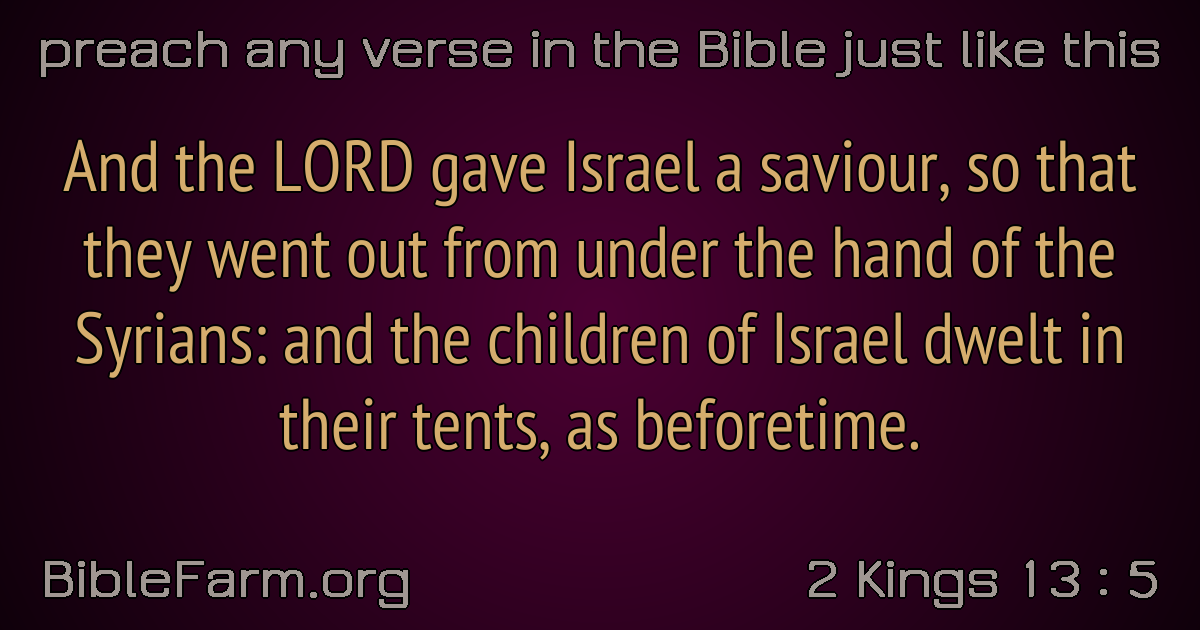 preach any verse in the Bible just like this
And the LORD gave Israel a saviour, so that
they went out from under the hand of the
Syrians: and the children of Israel dwelt in
their tents, as beforetime.
BibleFarm.org
2 Kings 13 : 5